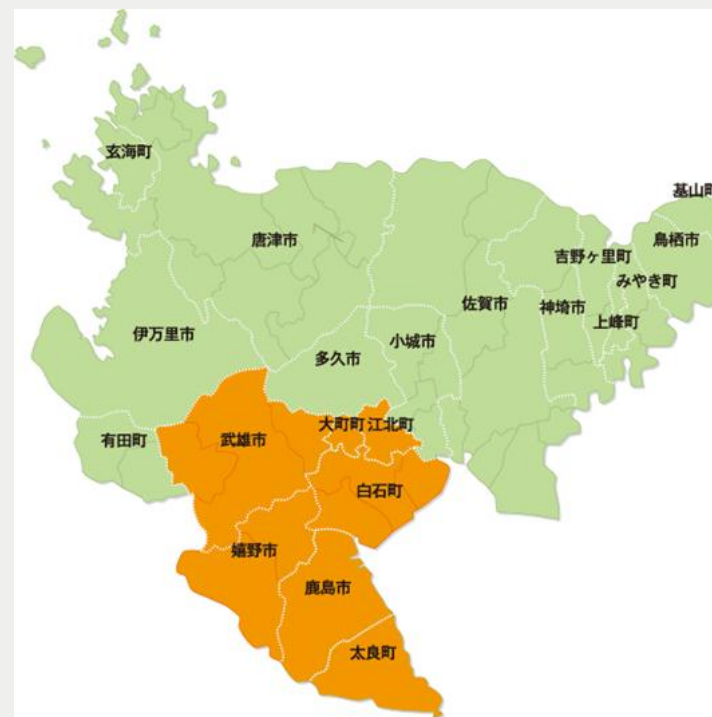 玄海町
基山町
唐津市
鳥栖市
吉野ヶ里町
みやき町
佐賀市
神埼市
上峰町
伊万里市
小城市
多久市
大町町
江北町
有田町
武雄市
白石町
嬉野市
鹿島市
太良町